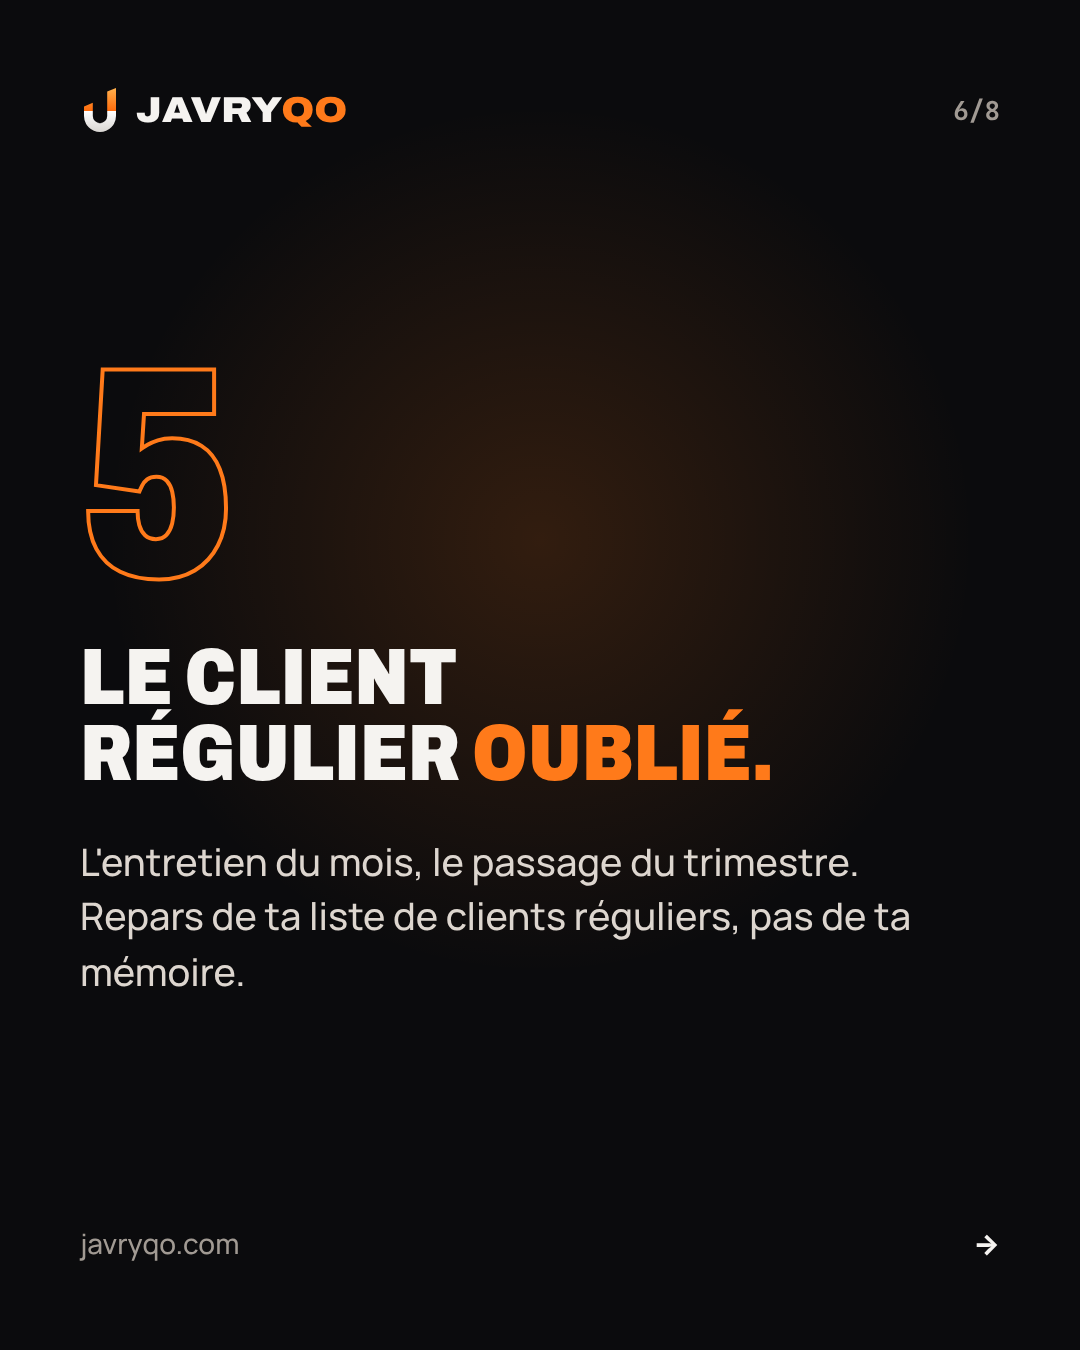 JAVRYQO
6/8
5
LE CLIENT
RÉGULIER OUBLIÉ.
L'entretien du mois, le passage du trimestre.
Repars de ta liste de clients réguliers, pas de ta
mémoire.
javryqo.com
→